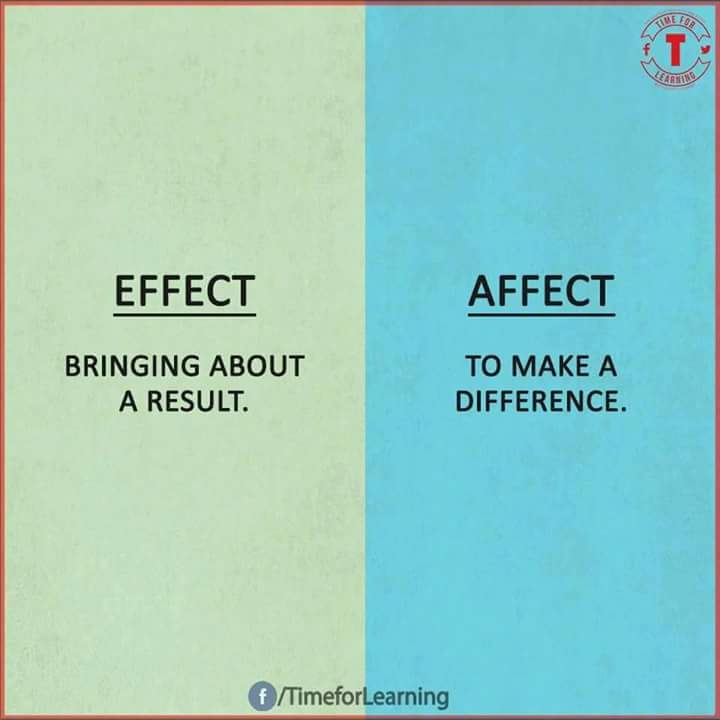 TIME FOR
f T
LEARNING
EFFECT
BRINGING ABOUT
A RESULT.
AFFECT
TO MAKE A
DIFFERENCE.
f /TimeforLearning